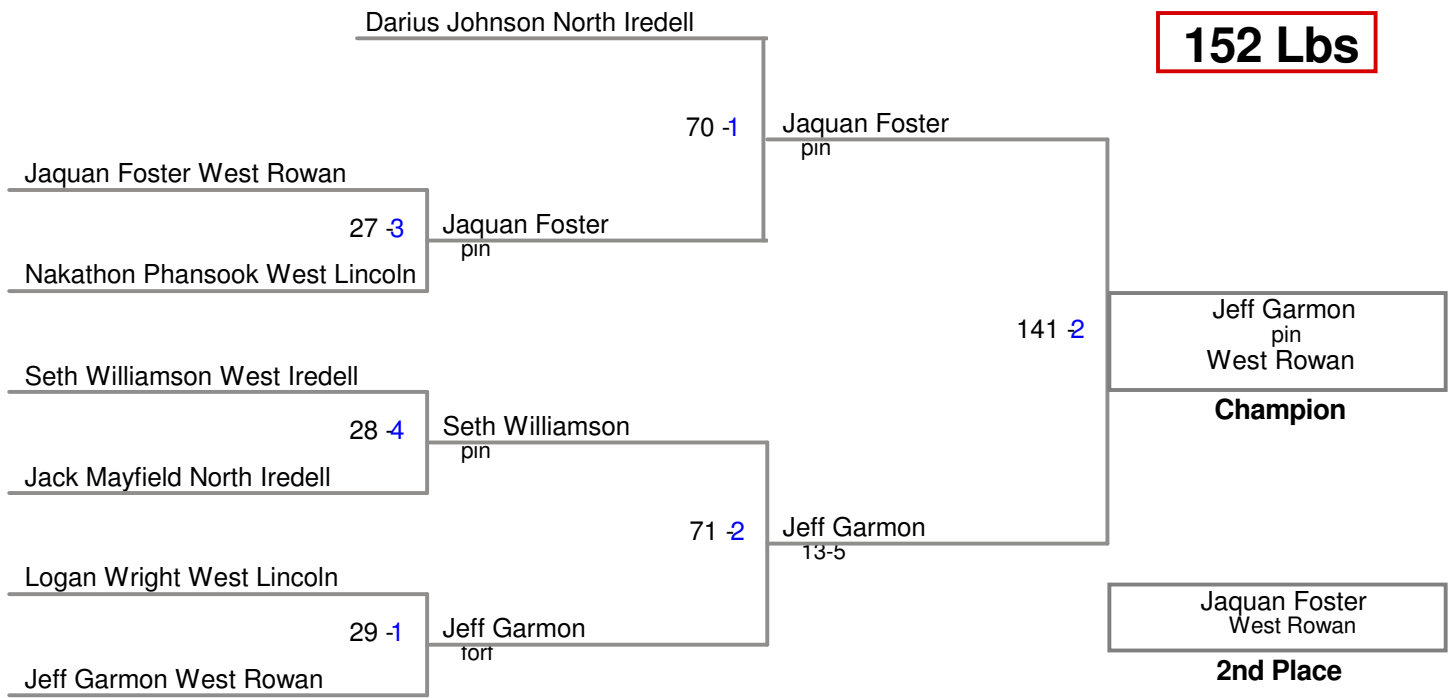 Darius Johnson North Iredell
152 Lbs
70 -1
Jaquan Foster
pin
Jaquan Foster West Rowan
27 -3
Jaquan Foster
pin
Nakathon Phansook West Lincoln
Jeff Garmon
pin
West Rowan
141 -2
Champion
Seth Williamson West Iredell
28 -4
Seth Williamson
pin
Jack Mayfield North Iredell
71 -2
Jeff Garmon
13-5
Logan Wright West Lincoln
29 -1
Jeff Garmon
forf
Jeff Garmon West Rowan
Jaquan Foster
West Rowan
2nd Place